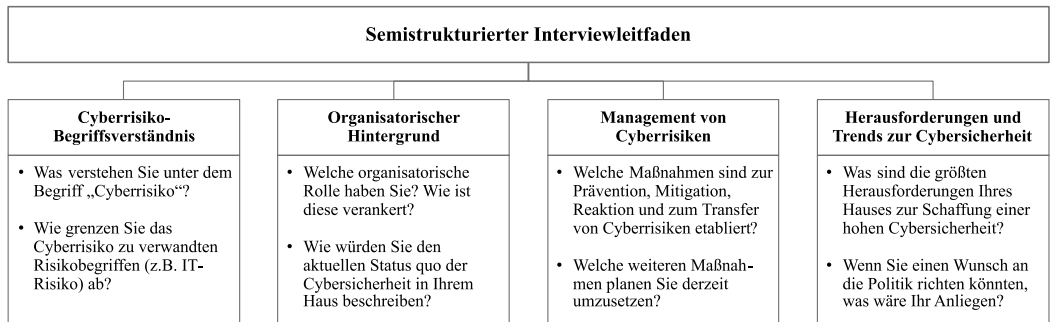 Semistrukturierter Interviewleitfaden
Cyberrisiko-
Begriffsverständnis
• Was verstehen Sie unter dem
Begriff „Cyberrisiko“?
• Wie grenzen Sie das
Cyberrisiko zu verwandten
Risikobegriffen (z.B. IT-
Risiko) ab?
Organisatorischer
Hintergrund
• Welche organisatorische
Rolle haben Sie? Wie ist
diese verankert?
• Wie würden Sie den
aktuellen Status quo der
Cybersicherheit in Ihrem
Haus beschreiben?
Management von
Cyberrisiken
• Welche Maßnahmen sind zur
Prävention, Mitigation,
Reaktion und zum Transfer
von Cyberrisiken etabliert?
• Welche weiteren Maßnah-
men planen Sie derzeit
umzusetzen?
Herausforderungen und
Trends zur Cybersicherheit
• Was sind die größten
Herausforderungen Ihres
Hauses zur Schaffung einer
hohen Cybersicherheit?
• Wenn Sie einen Wunsch an
die Politik richten könnten,
was wäre Ihr Anliegen?